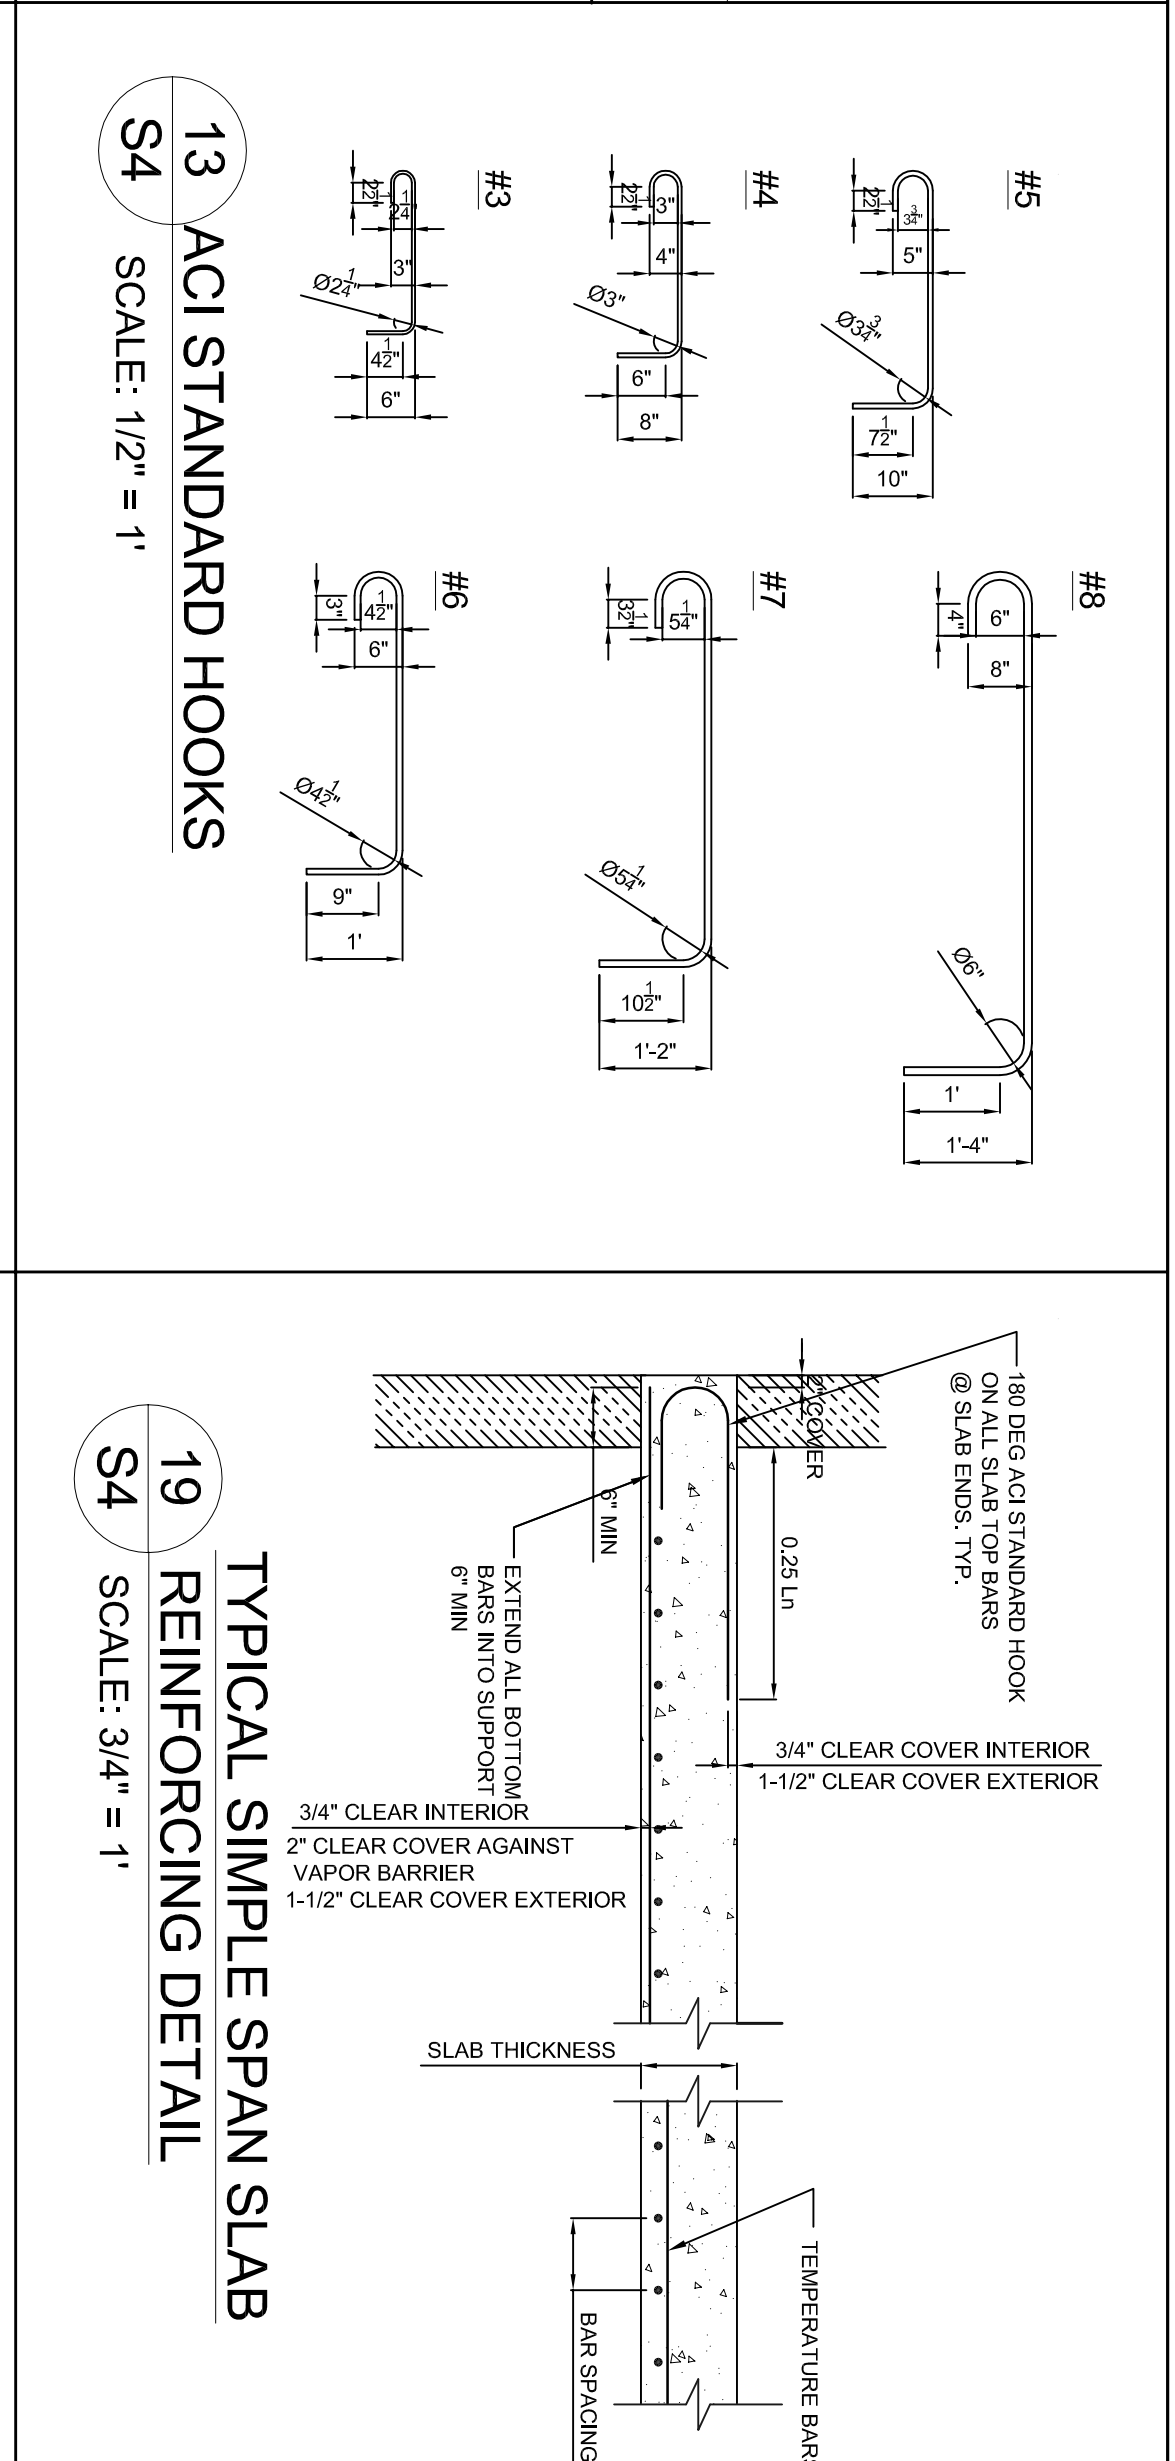 #5
2 1/2"
3 3/4"
5"
Ø3 3/4"
7 1/2"
10"
#8
4"
6"
8"
Ø6"
1'
1'-4"
#4
2 1/2"
3"
4"
Ø3"
6"
8"
#7
3 1/2"
5 1/4"
Ø5 1/4"
10 1/2"
1'-2"
#3
2 1/2"
2 1/4"
3"
Ø2 1/4"
4 1/2"
6"
#6
3"
4 1/2"
6"
Ø4 1/2"
9"
1'
13
S4
ACI STANDARD HOOKS
SCALE: 1/2" = 1'
180 DEG ACI STANDARD HOOK
ON ALL SLAB TOP BARS
@ SLAB ENDS. TYP.
2" COVER
0.25 Ln
3/4" CLEAR COVER INTERIOR
1-1/2" CLEAR COVER EXTERIOR
6" MIN
EXTEND ALL BOTTOM
BARS INTO SUPPORT
6" MIN
3/4" CLEAR INTERIOR
2" CLEAR COVER AGAINST
VAPOR BARRIER
1-1/2" CLEAR COVER EXTERIOR
SLAB THICKNESS
TEMPERATURE BARS
BAR SPACING
19
S4
TYPICAL SIMPLE SPAN SLAB
REINFORCING DETAIL
SCALE: 3/4" = 1'